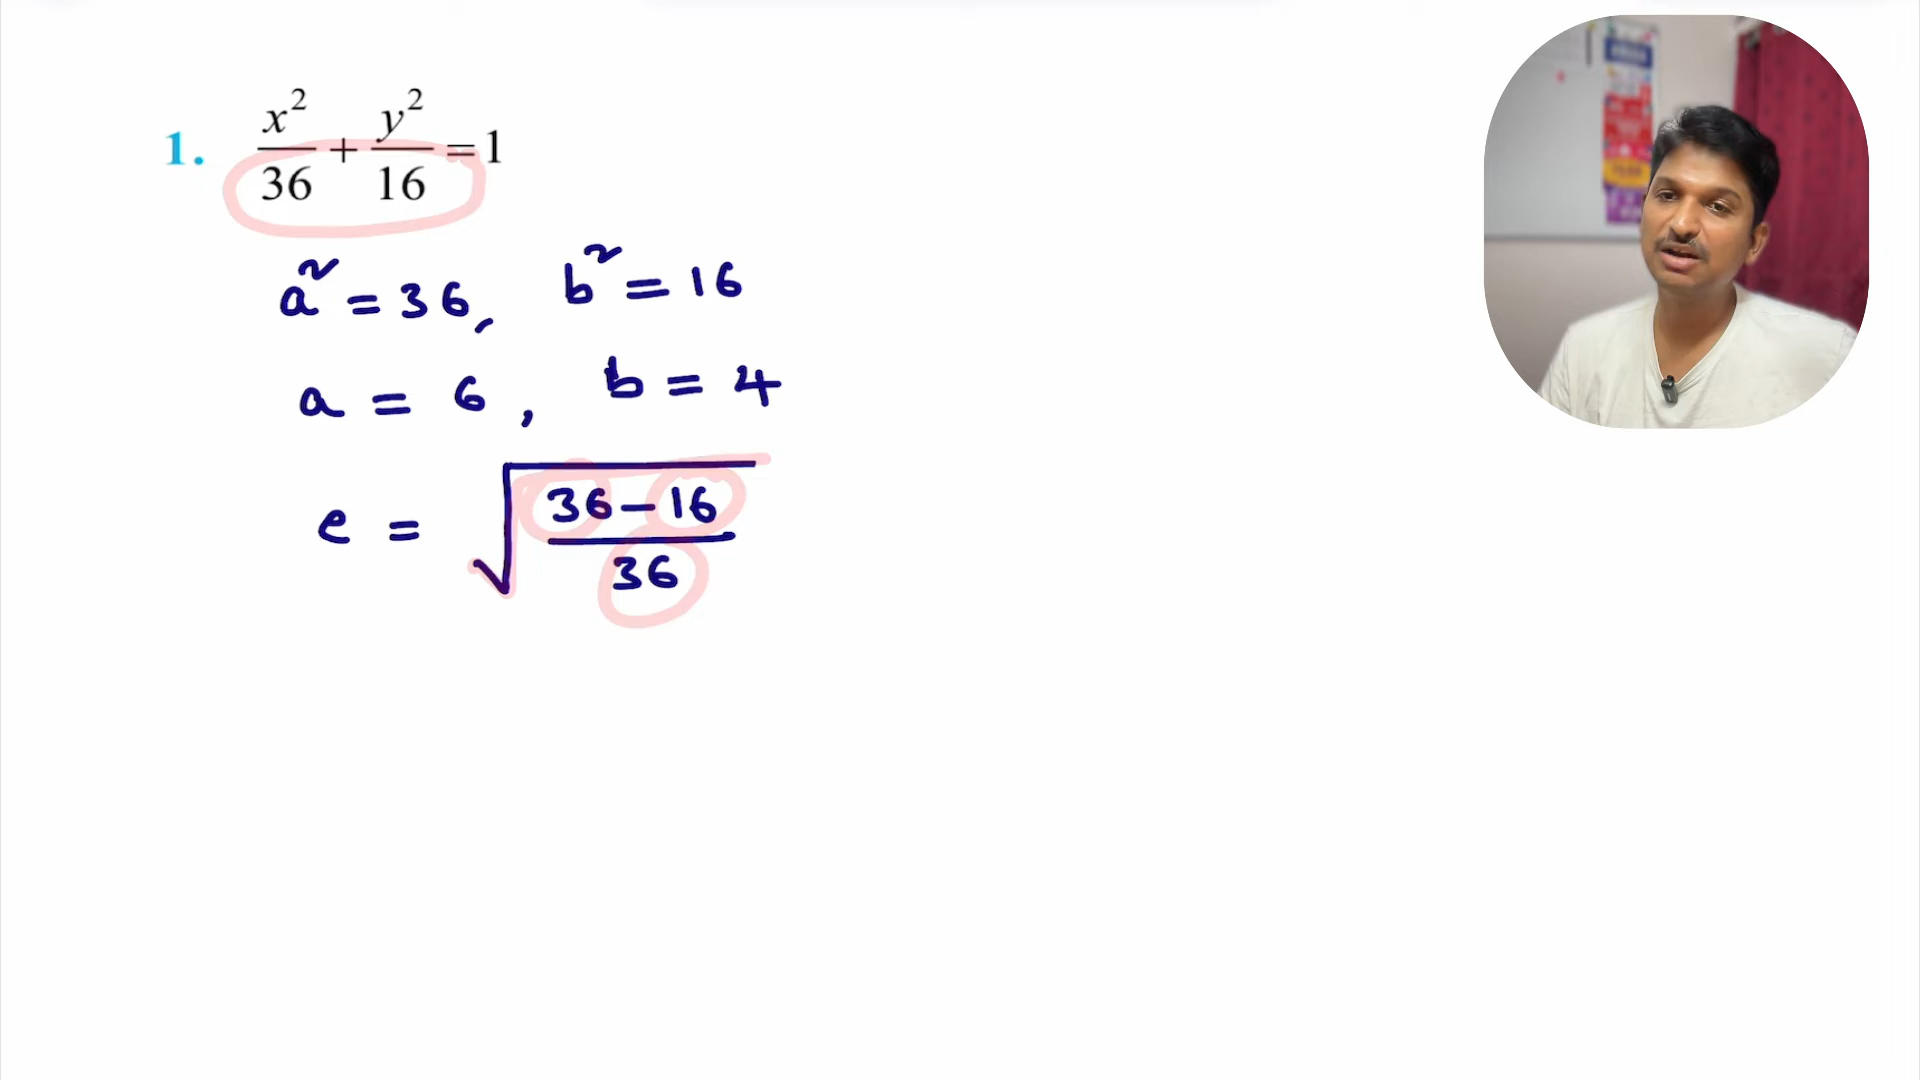 1. x²/36 + y²/16 = 1
a² = 36, b² = 16
a = 6, b = 4
e = √((36 – 16)/36)